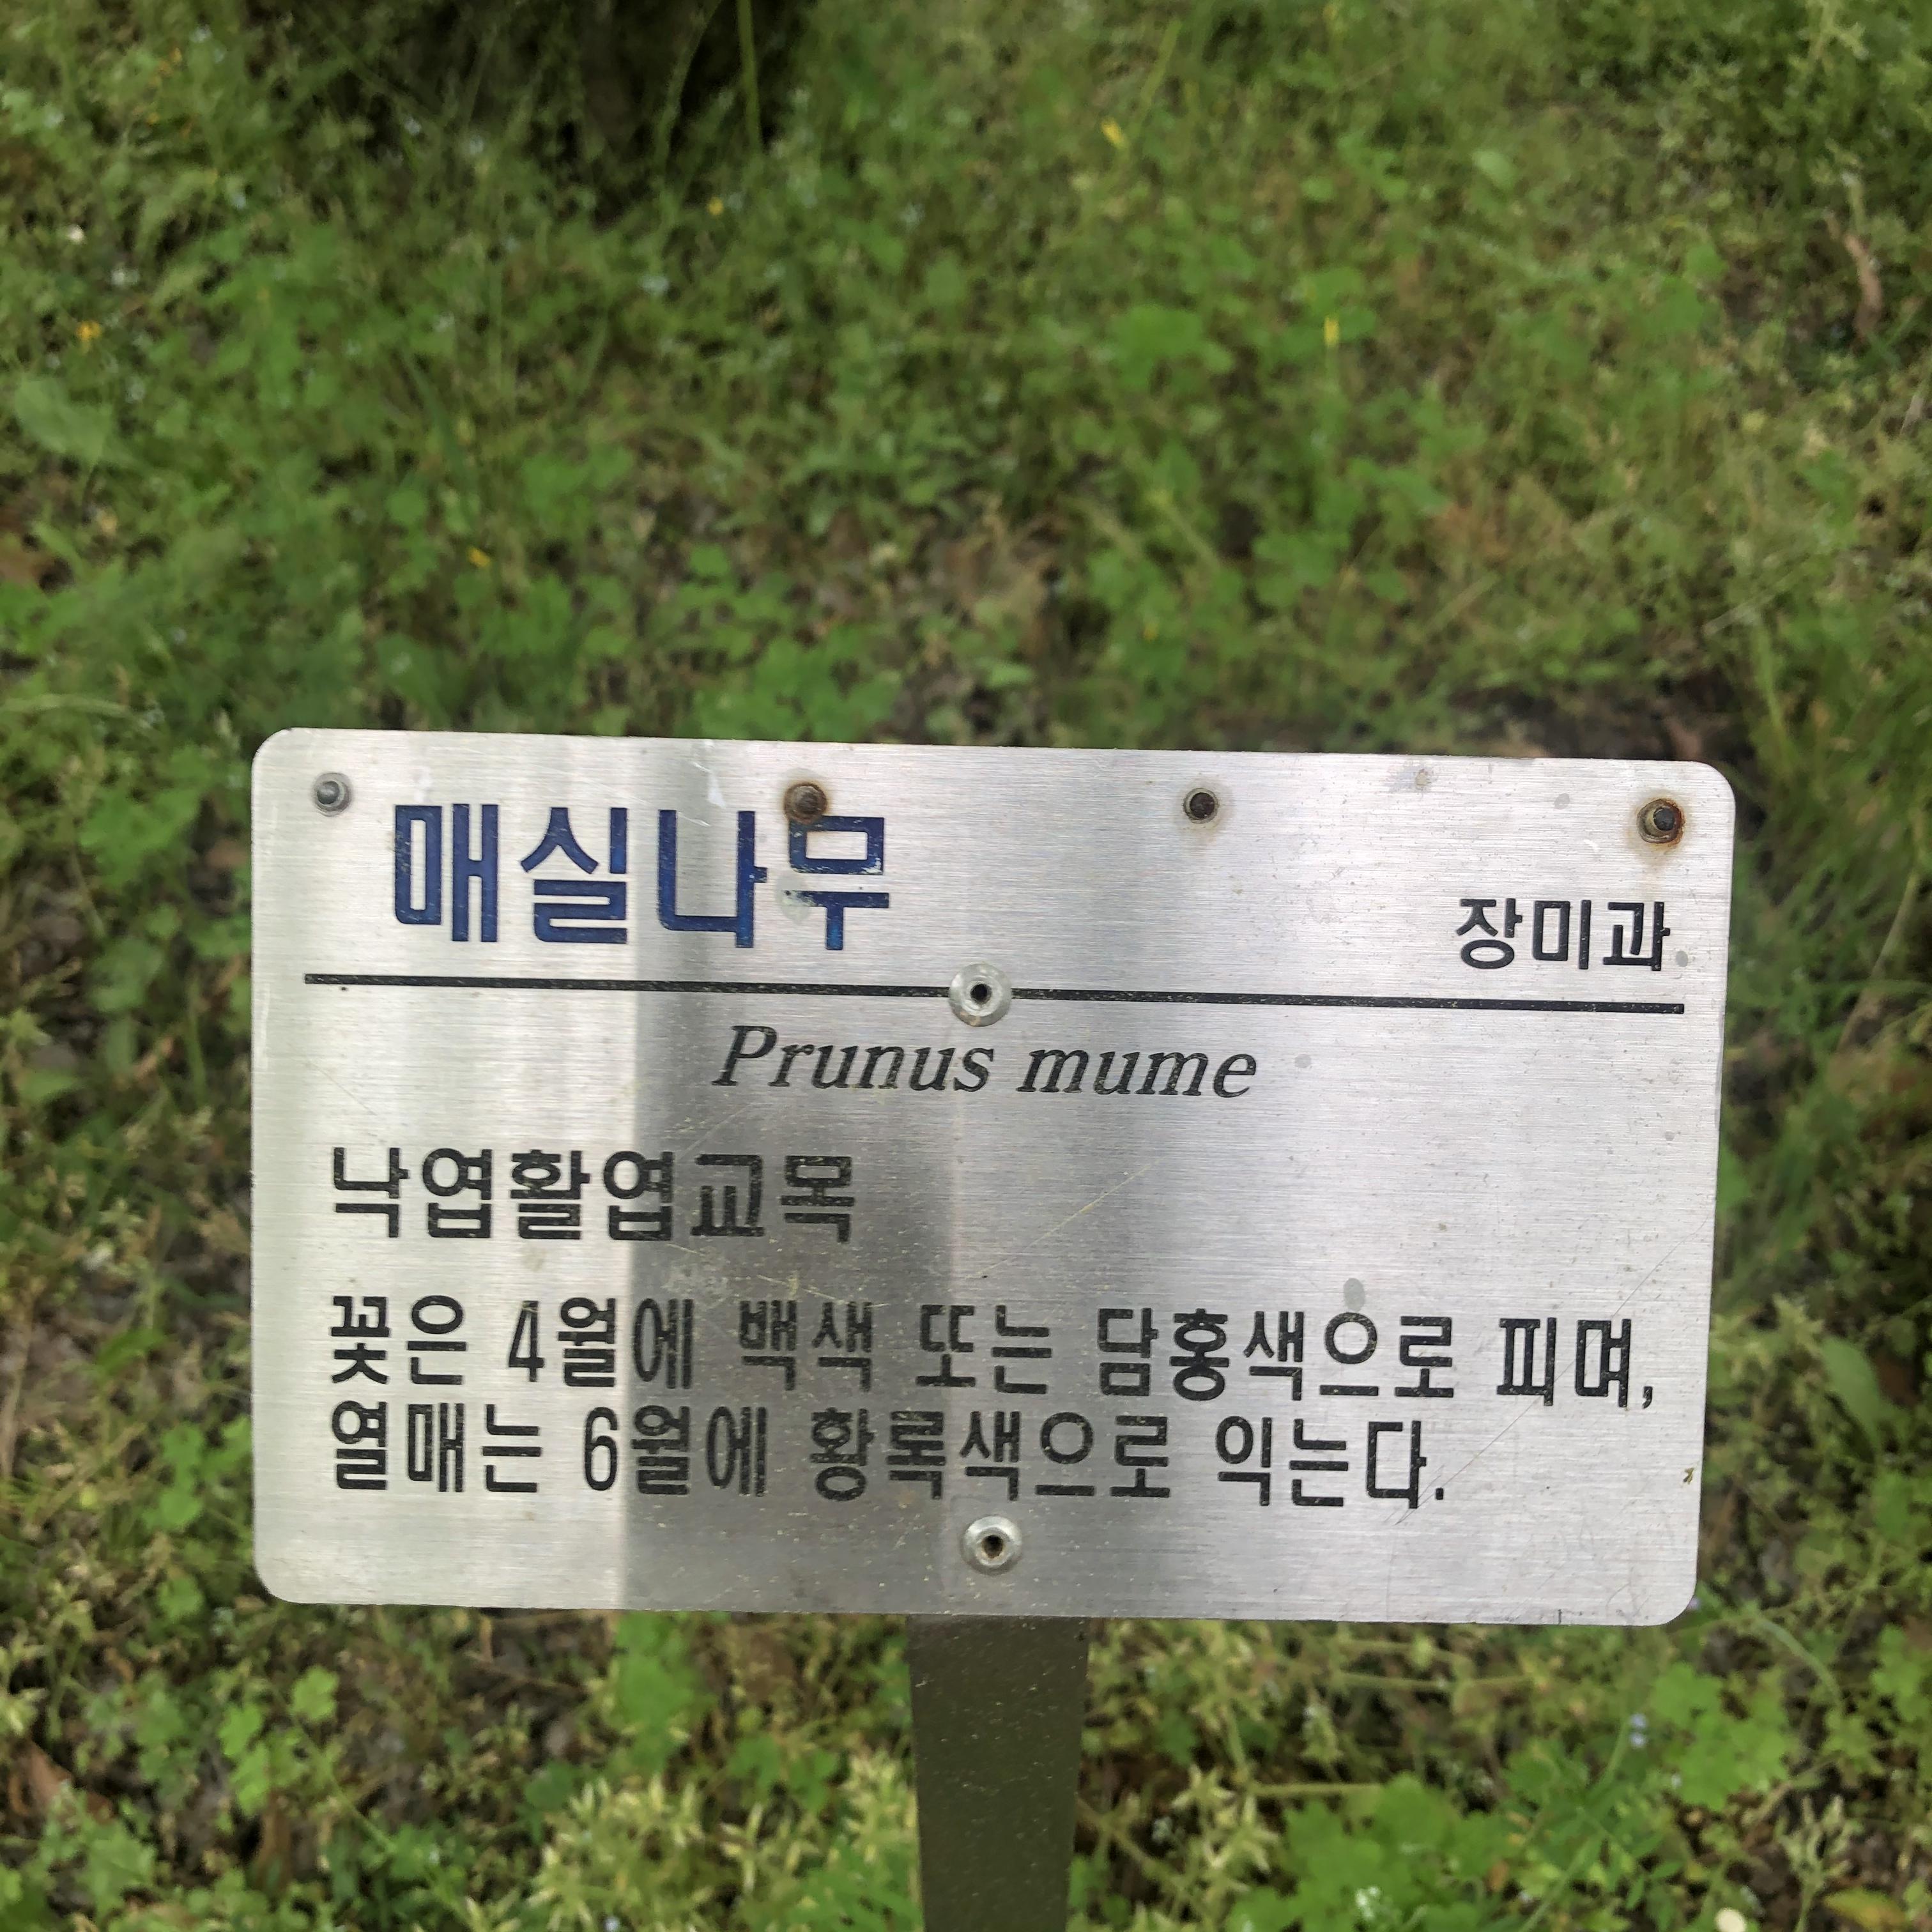 매실나무
장미과
Prunus mume
낙엽활엽교목
꽃은 4월에 백색 또는 담홍색으로 피며,
열매는 6월에 황록색으로 익는다.